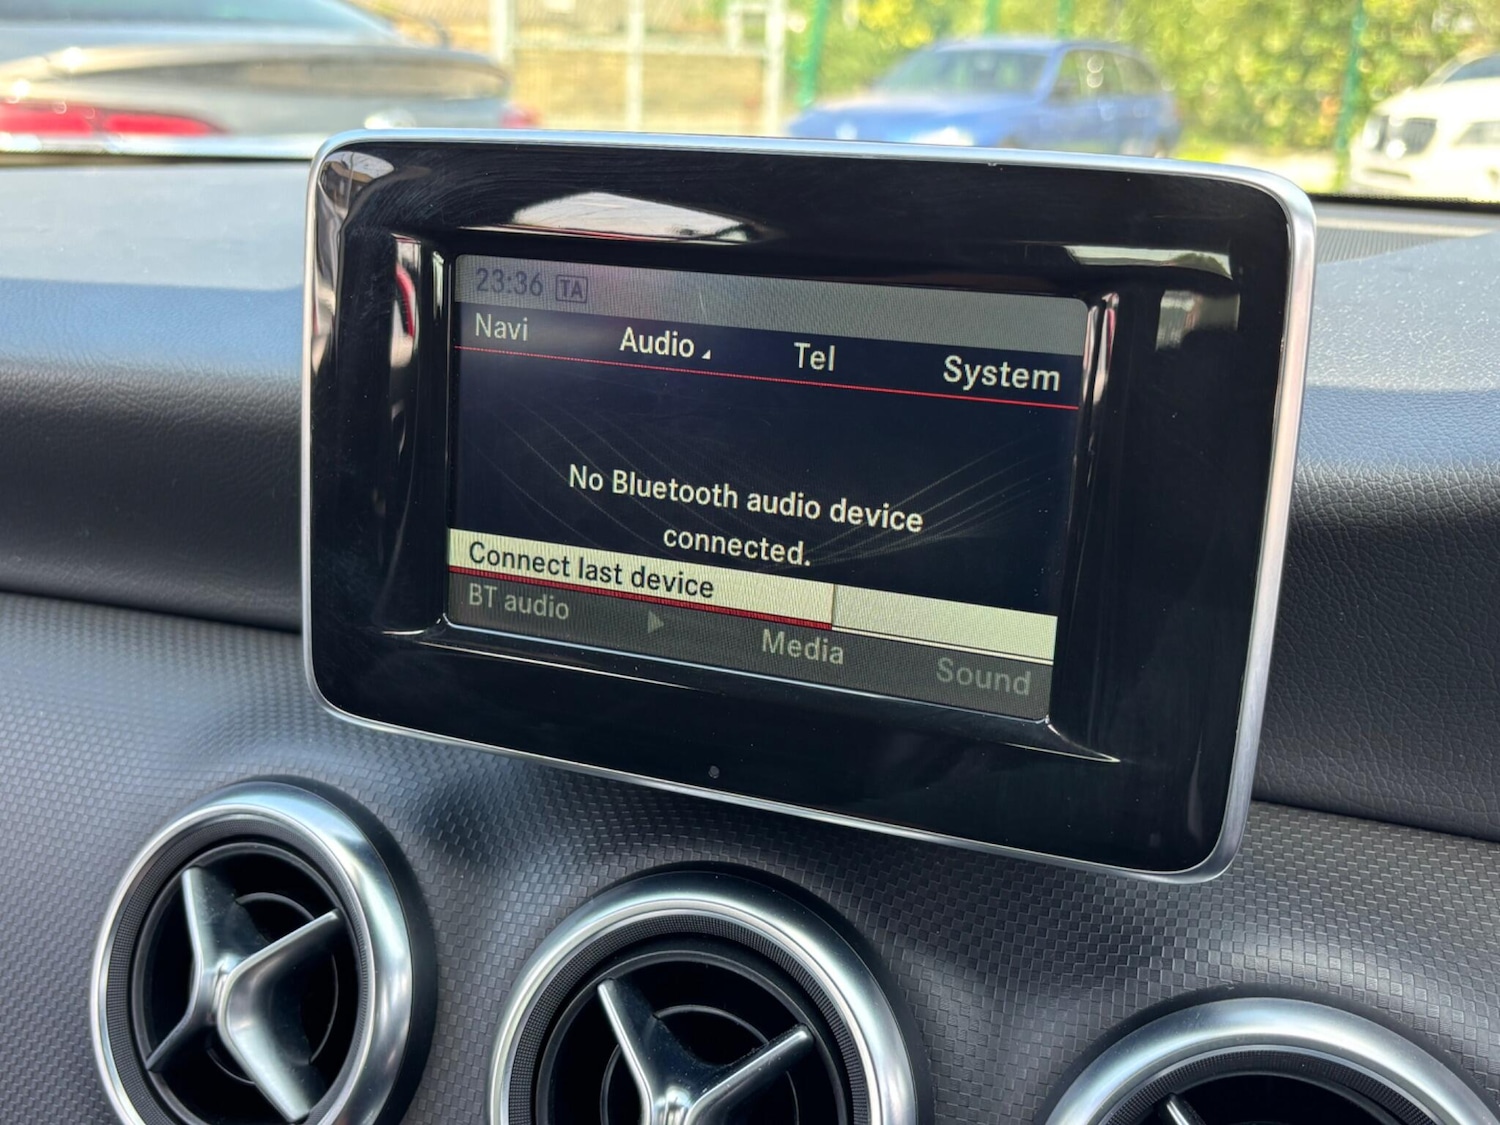 23:36 TA
Navi Audio Tel System
No Bluetooth audio device
connected.
Connect last device
BT audio Media Sound